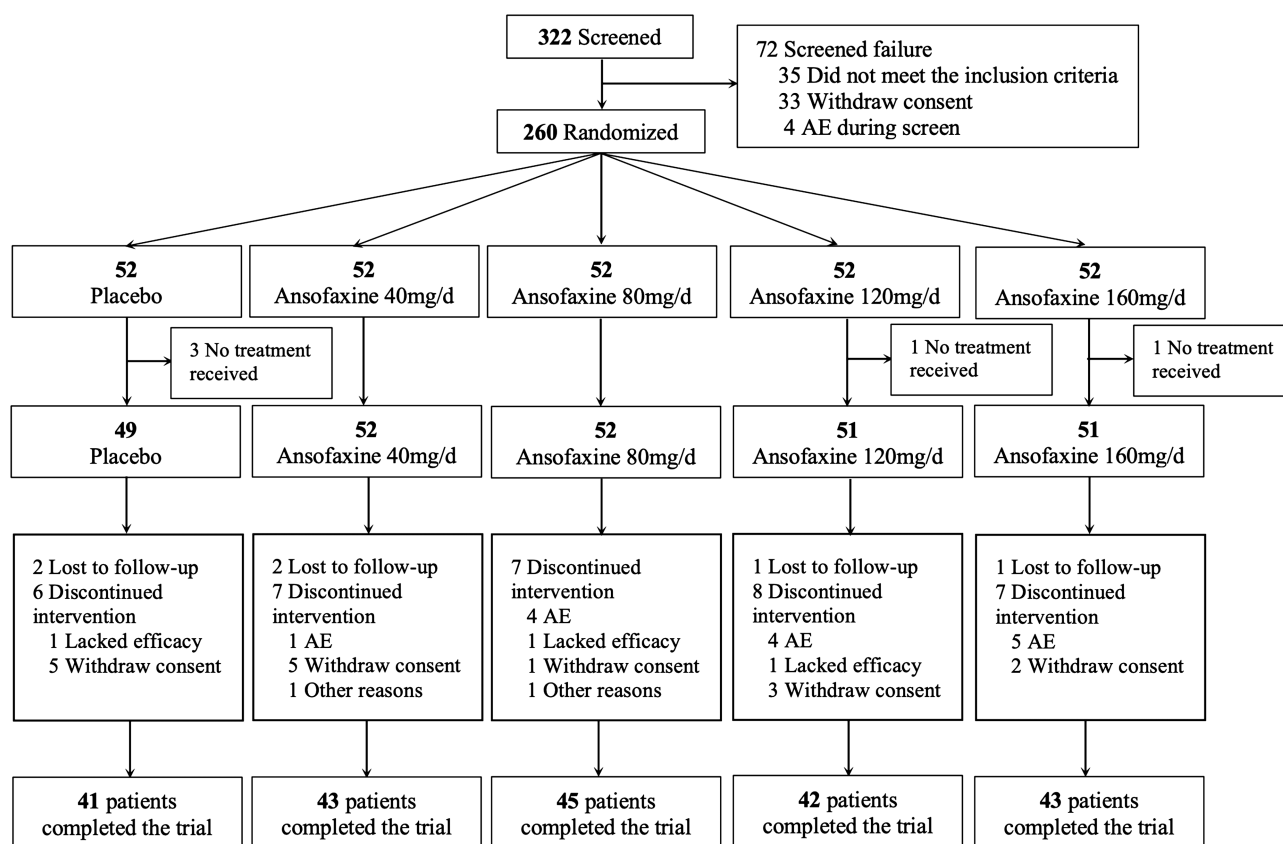 322 Screened
72 Screened failure
35 Did not meet the inclusion criteria
33 Withdraw consent
4 AE during screen
260 Randomized
52
Placebo
52
Ansofaxine 40mg/d
52
Ansofaxine 80mg/d
52
Ansofaxine 120mg/d
52
Ansofaxine 160mg/d
3 No treatment
received
1 No treatment
received
1 No treatment
received
49
Placebo
52
Ansofaxine 40mg/d
52
Ansofaxine 80mg/d
51
Ansofaxine 120mg/d
51
Ansofaxine 160mg/d
2 Lost to follow-up
6 Discontinued
intervention
1 Lacked efficacy
5 Withdraw consent
2 Lost to follow-up
7 Discontinued
intervention
1 AE
5 Withdraw consent
1 Other reasons
7 Discontinued
intervention
4 AE
1 Lacked efficacy
1 Withdraw consent
1 Other reasons
1 Lost to follow-up
8 Discontinued
intervention
4 AE
1 Lacked efficacy
3 Withdraw consent
1 Lost to follow-up
7 Discontinued
intervention
5 AE
2 Withdraw consent
41 patients
completed the trial
43 patients
completed the trial
45 patients
completed the trial
42 patients
completed the trial
43 patients
completed the trial